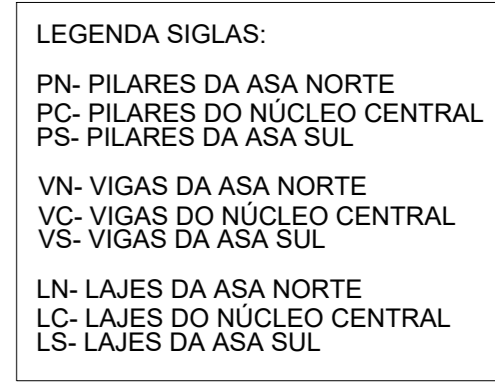 LEGENDA SIGLAS:
PN- PILARES DA ASA NORTE
PC- PILARES DO NÚCLEO CENTRAL
PS- PILARES DA ASA SUL
VN- VIGAS DA ASA NORTE
VC- VIGAS DO NÚCLEO CENTRAL
VS- VIGAS DA ASA SUL
LN- LAJES DA ASA NORTE
LC- LAJES DO NÚCLEO CENTRAL
LS- LAJES DA ASA SUL